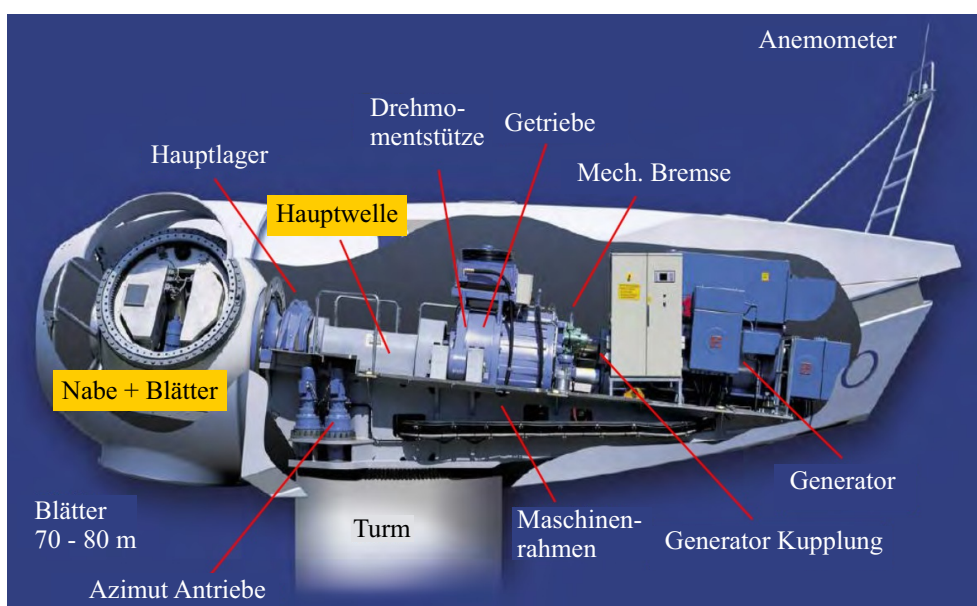 Anemometer
Drehmo-
mentstütze
Getriebe
Hauptlager
Mech. Bremse
Hauptwelle
Nabe + Blätter
Generator
Blätter
70 - 80 m
Turm
Maschinen-
rahmen
Generator Kupplung
Azimut Antriebe